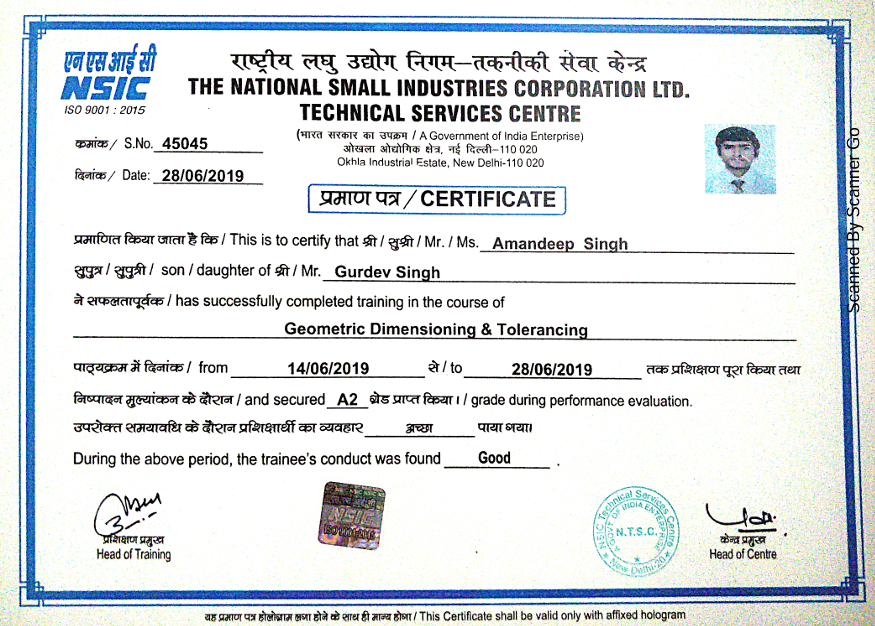 एन एस आई सी
NSIC
ISO 9001 : 2015
राष्ट्रीय लघु उद्योग निगम–तकनीकी सेवा केन्द्र
THE NATIONAL SMALL INDUSTRIES CORPORATION LTD.
TECHNICAL SERVICES CENTRE
(भारत सरकार का उपक्रम / A Government of India Enterprise)
ओखला ओद्योगिक क्षेत्र, नई दिल्ली–110 020
Okhla Industrial Estate, New Delhi-110 020
कमांक / S.No. 45045
दिनांक / Date: 28/06/2019
प्रमाण पत्र / CERTIFICATE
प्रमाणित किया जाता है कि / This is to certify that श्री / सुश्री / Mr. / Ms. Amandeep Singh
सुपुत्र / सुपुत्री / son / daughter of श्री / Mr. Gurdev Singh
ने सफलतापूर्वक / has successfully completed training in the course of
Geometric Dimensioning & Tolerancing
पाठ्यक्रम में दिनांक / from 14/06/2019 से / to 28/06/2019 तक प्रशिक्षण पूरा किया तथा
निष्पादन मुल्यांकन के दौरान / and secured A2 ग्रेड प्राप्त किया। / grade during performance evaluation.
उपरोक्त समयावधि के दौरान प्रशिक्षार्थी का व्यवहार अच्छा पाया गया।
During the above period, the trainee's conduct was found Good .
प्रशिक्षण प्रमुख
Head of Training
NSIC
NSIC Technical Services Centre
A GOVT. OF INDIA ENTERPRISE
N.T.S.C.
New Delhi-20
केन्द्र प्रमुख
Head of Centre
यह प्रमाण पत्र होलोग्राम लगा होने के साथ ही मान्य होगा / This Certificate shall be valid only with affixed hologram
Scanned By Scanner Go